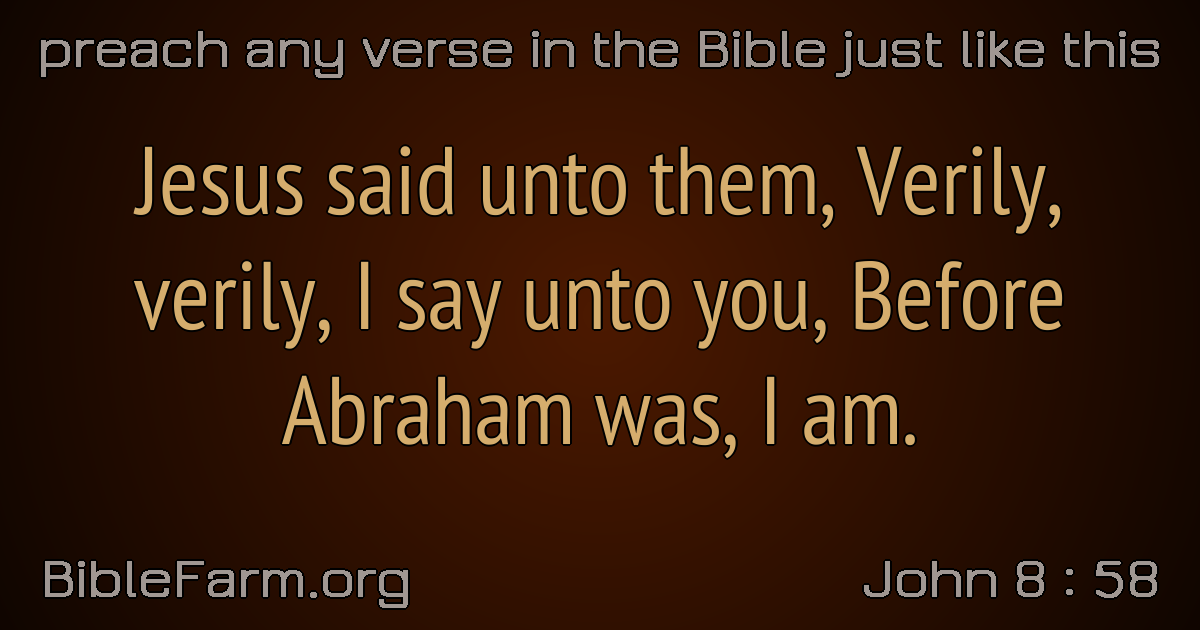 preach any verse in the Bible just like this
Jesus said unto them, Verily,
verily, I say unto you, Before
Abraham was, I am.
BibleFarm.org
John 8 : 58